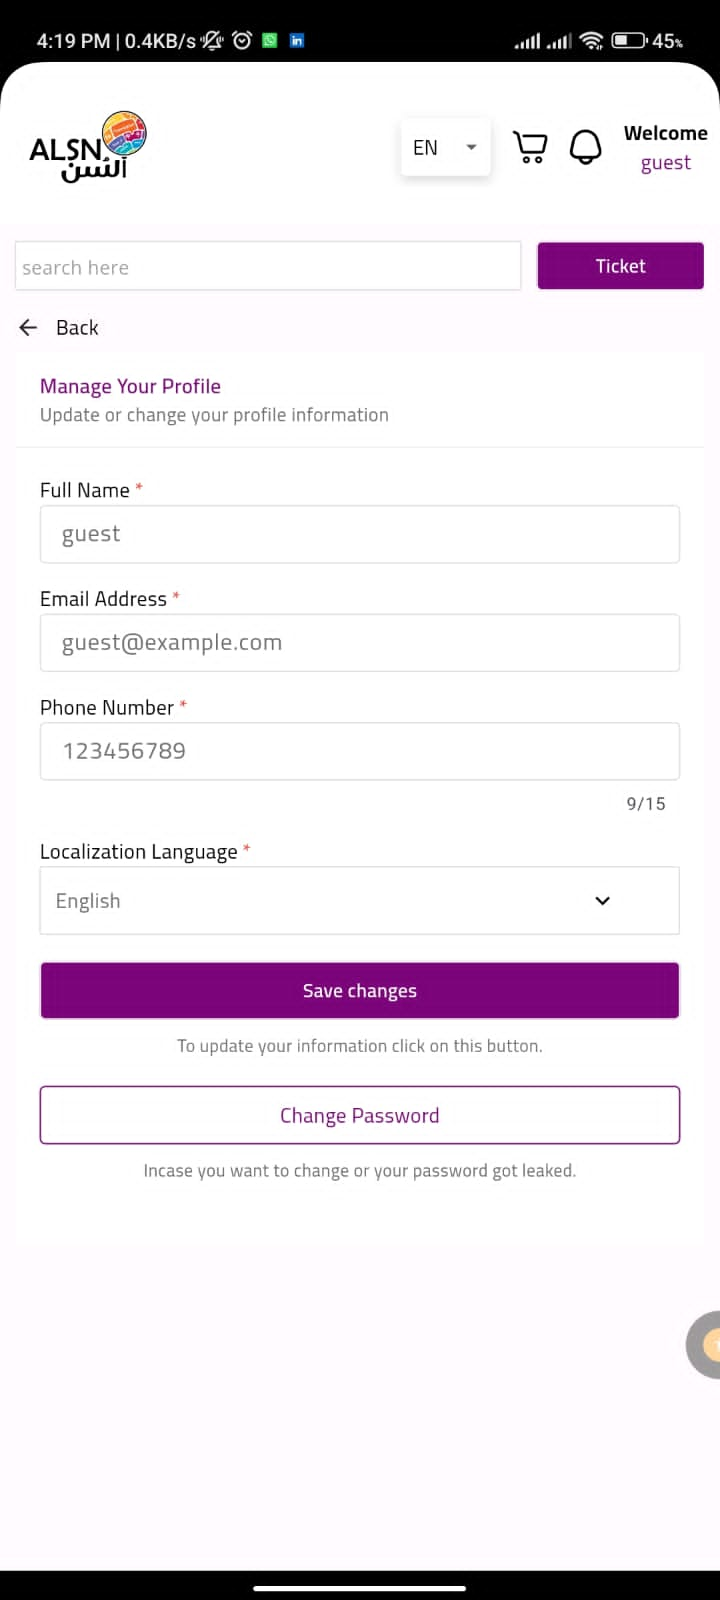 4:19 PM | 0.4KB/s
45%
ALSN
ألسن
EN
Welcome
guest
search here
Ticket
Back
Manage Your Profile
Update or change your profile information
Full Name *
guest
Email Address *
guest@example.com
Phone Number *
123456789
9/15
Localization Language *
English
Save changes
To update your information click on this button.
Change Password
Incase you want to change or your password got leaked.